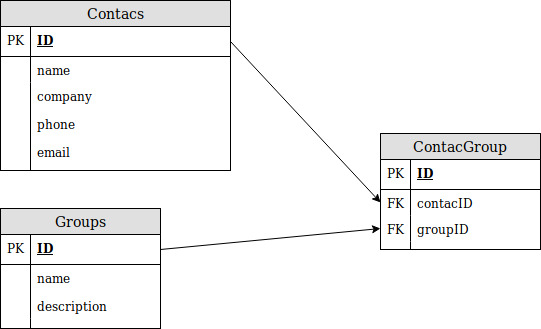 Contacs
PK ID
name
company
phone
email
ContacGroup
PK ID
FK contacID
FK groupID
Groups
PK ID
name
description